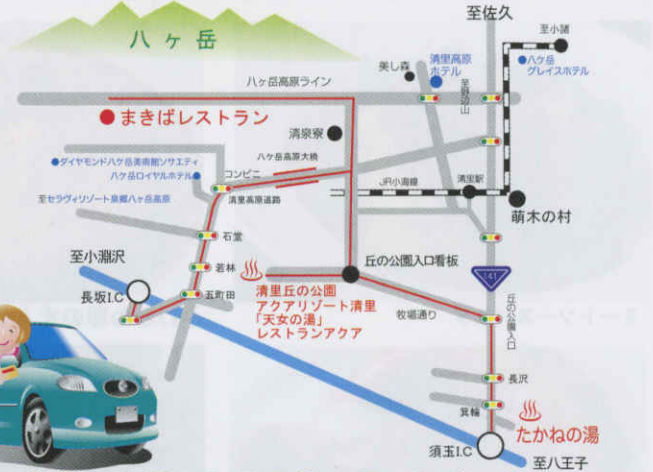 至佐久
至小諸
八ヶ岳
美し森
清里高原
ホテル
八ケ岳
グレイスホテル
至野辺山
八ヶ岳高原ライン
まきばレストラン
清泉寮
八ヶ岳高原大橋
ダイヤモンド八ケ岳美術館ソサエティ
八ケ岳ロイヤルホテル
コンビニ
JR小海線
清里駅
至セラヴィリゾート泉郷八ヶ岳高原
清里高原道路
萌木の村
石堂
至小淵沢
丘の公園入口看板
若林
141
長坂I.C
五町田
清里丘の公園
アクアリゾート清里
「天女の湯」
レストランアクア
牧場通り
丘の公園入口
長沢
箕輪
たかねの湯
須玉I.C
至八王子